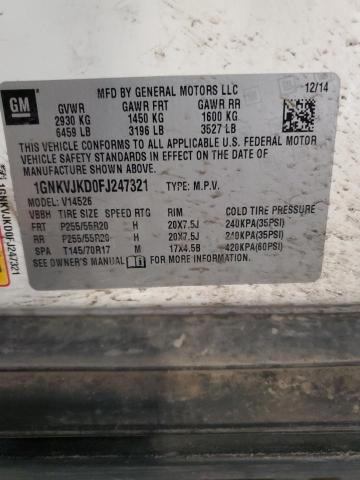 GM
MFD BY GENERAL MOTORS LLC
12/14
GVWR GAWR FRT GAWR RR
2930 KG 1450 KG 1600 KG
6459 LB 3196 LB 3527 LB
THIS VEHICLE CONFORMS TO ALL APPLICABLE U.S. FEDERAL MOTOR
VEHICLE SAFETY STANDARDS IN EFFECT ON THE DATE OF
MANUFACTURE SHOWN ABOVE.
1GNKVJKD0FJ247321 TYPE: M.P.V.
MODEL: V14526
VBBH TIRE SIZE SPEED RTG RIM COLD TIRE PRESSURE
FRT P255/55R20 H 20X7.5J 240KPA(35PSI)
RR P255/55R20 H 20X7.5J 240KPA(35PSI)
SPA T145/70R17 M 17X4.5B 420KPA(60PSI)
SEE OWNER'S MANUAL FOR ADDITIONAL INFORMATION
1GNKVJKD0FJ247321